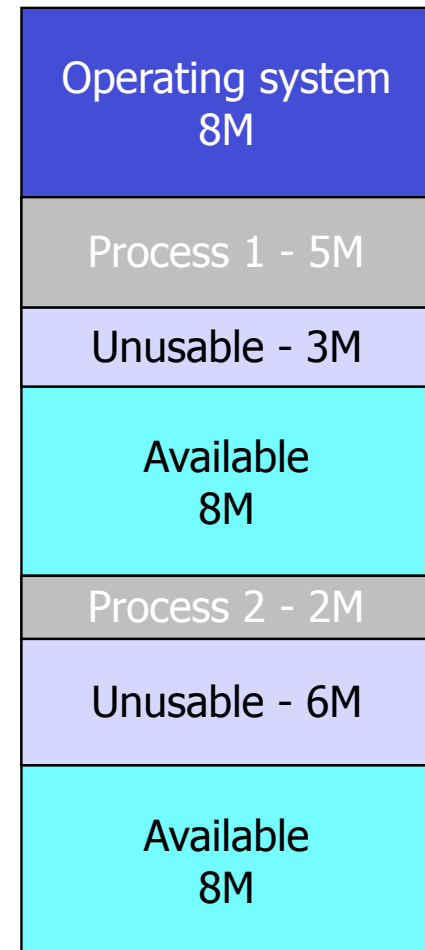 Operating system
8M
Process 1 - 5M
Unusable - 3M
Available
8M
Process 2 - 2M
Unusable - 6M
Available
8M